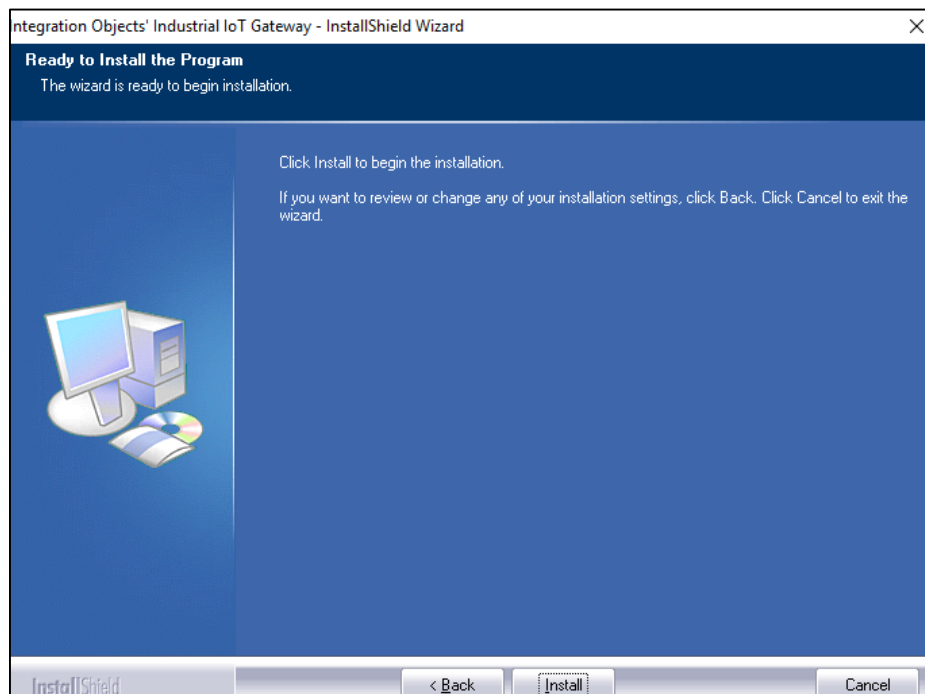 ntegration Objects' Industrial IoT Gateway - InstallShield Wizard
Ready to Install the Program
The wizard is ready to begin installation.
Click Install to begin the installation.
If you want to review or change any of your installation settings, click Back. Click Cancel to exit the
wizard.
InstallShield
< Back
Install
Cancel